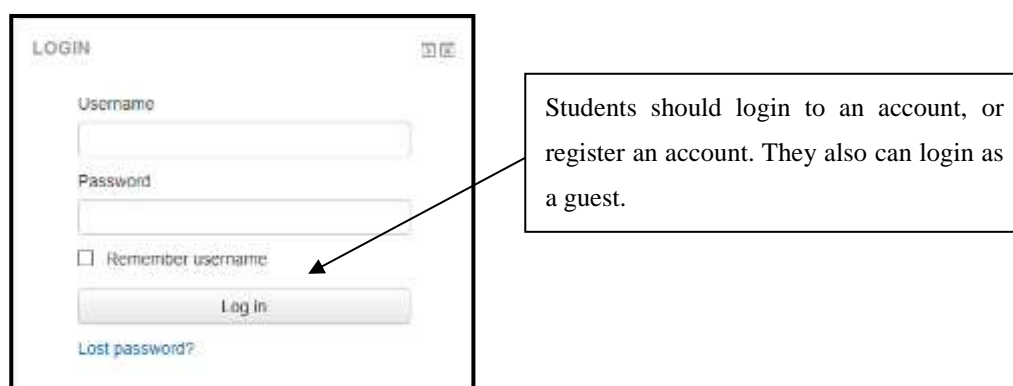 LOGIN
Username
Password
Remember username
Log in
Lost password?
Students should login to an account, or
register an account. They also can login as
a guest.